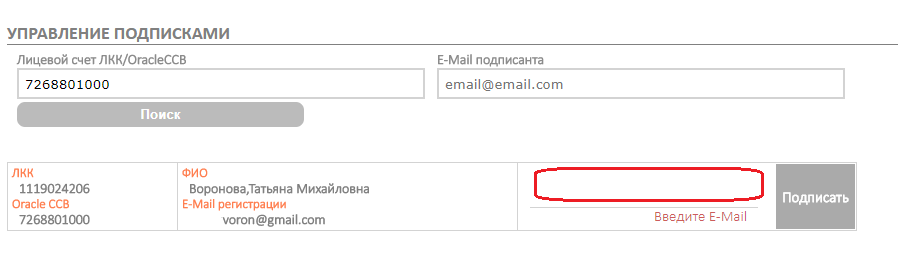 УПРАВЛЕНИЕ ПОДПИСКАМИ
Лицевой счет ЛКК/OracleCCB E-Mail подписанта
7268801000 email@email.com
Поиск
ЛКК ФИО
1119024206 Воронова,Татьяна Михайловна
Oracle CCB E-Mail регистрации
7268801000 voron@gmail.com
Введите E-Mail
Подписать